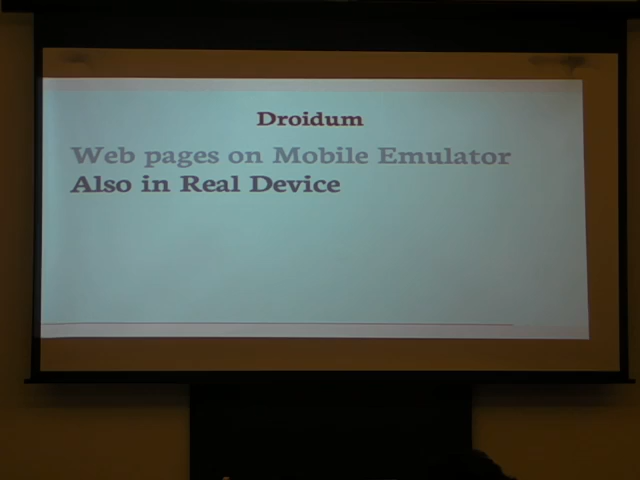 Droidum
Web pages on Mobile Emulator
Also in Real Device